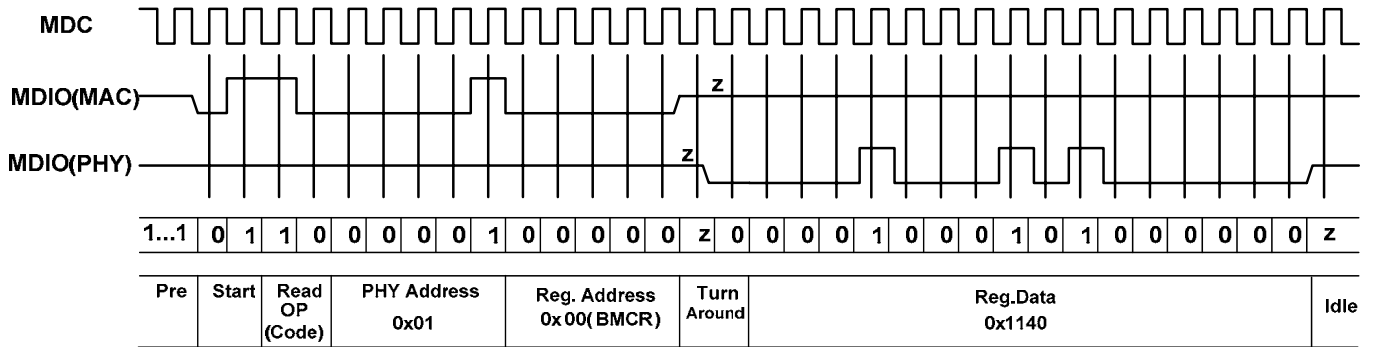 MDC
MDIO(MAC)
z
MDIO(PHY)
z
1...1 0 1 1 0 0 0 0 0 1 0 0 0 0 0 z 0 0 0 0 1 0 0 0 1 0 1 0 0 0 0 0 0 z
Pre
Start
Read
OP
(Code)
PHY Address
0x01
Reg. Address
0x00(BMCR)
Turn
Around
Reg.Data
0x1140
Idle